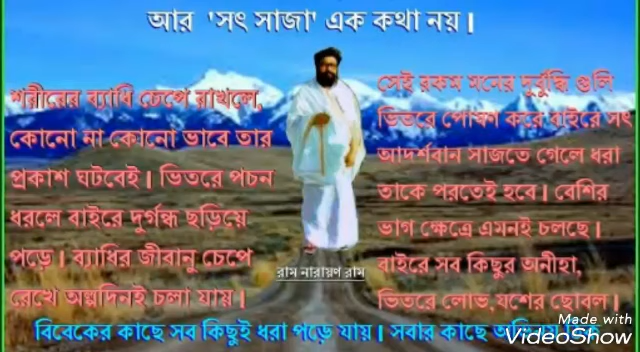 আর 'সৎ সাজা' এক কথা নয়।
শরীরের ব্যাধি চেপে রাখলে,
কোনো না কোনো ভাবে তার
প্রকাশ ঘটবেই। ভিতরে পচন
ধরলে বাইরে দুর্গন্ধ ছড়িয়ে
পড়ে। ব্যাধির জীবানু চেপে
রেখে অল্পদিনই চলা যায়।
সেই রকম মনের দুর্বুদ্ধি গুলি
ভিতরে পোষণ করে বাইরে সৎ
আদর্শবান সাজতে গেলে ধরা
তাকে পরতেই হবে। বেশির
ভাগ ক্ষেত্রে এমনই চলছে।
বাইরে সব কিছুর অনীহা,
ভিতরে লোভ,যশের ছোবল।
রাম নারায়ণ রাম
বিবেকের কাছে সব কিছুই ধরা পড়ে যায়। সবার কাছে
Made with
VideoShow